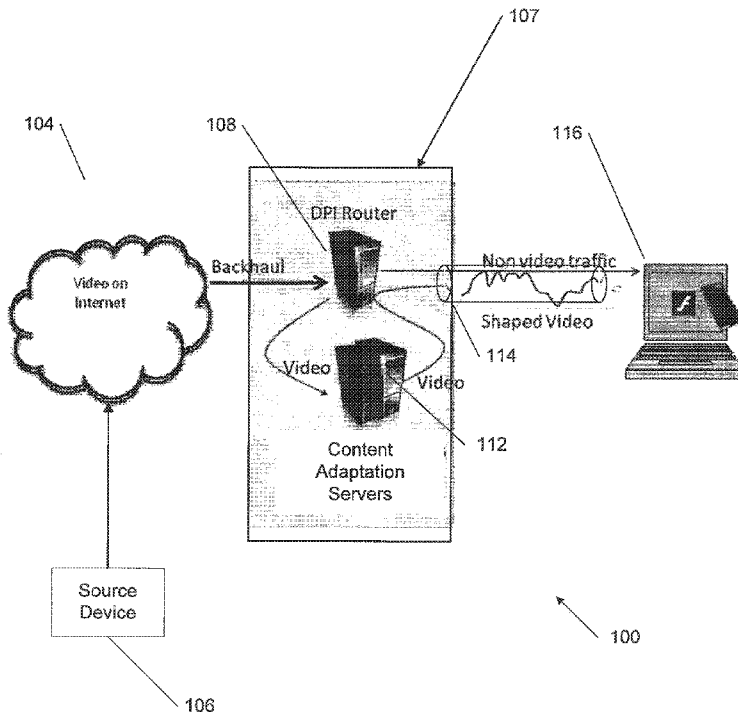 107
104
108
116
DPI Router
Backhaul
Non video traffic
Video on
Internet
Shaped Video
114
Video
Video
112
Content
Adaptation
Servers
Source
Device
100
106